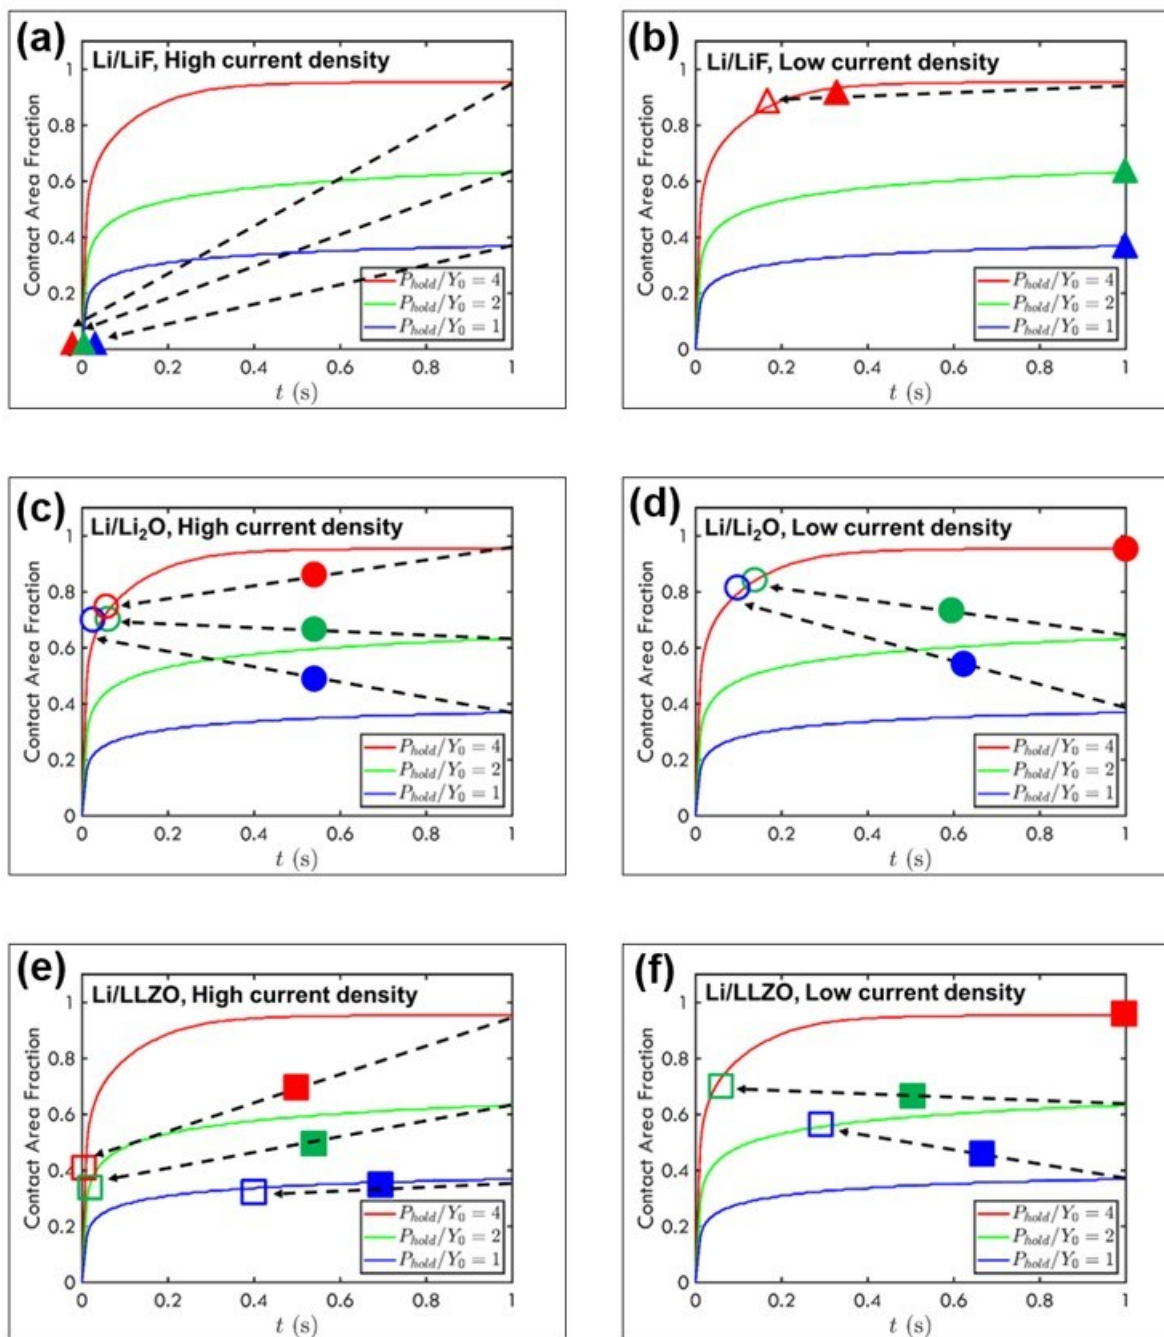 (a)
Li/LiF, High current density
Contact Area Fraction
1
0.8
0.6
0.4
0.2
0
0
0.2
0.4
0.6
0.8
1
t (s)
P_hold/Y_0 = 4
P_hold/Y_0 = 2
P_hold/Y_0 = 1
(b)
Li/LiF, Low current density
Contact Area Fraction
1
0.8
0.6
0.4
0.2
0
0
0.2
0.4
0.6
0.8
1
t (s)
P_hold/Y_0 = 4
P_hold/Y_0 = 2
P_hold/Y_0 = 1
(c)
Li/Li₂O, High current density
Contact Area Fraction
1
0.8
0.6
0.4
0.2
0
0
0.2
0.4
0.6
0.8
1
t (s)
P_hold/Y_0 = 4
P_hold/Y_0 = 2
P_hold/Y_0 = 1
(d)
Li/Li₂O, Low current density
Contact Area Fraction
1
0.8
0.6
0.4
0.2
0
0
0.2
0.4
0.6
0.8
1
t (s)
P_hold/Y_0 = 4
P_hold/Y_0 = 2
P_hold/Y_0 = 1
(e)
Li/LLZO, High current density
Contact Area Fraction
1
0.8
0.6
0.4
0.2
0
0
0.2
0.4
0.6
0.8
1
t (s)
P_hold/Y_0 = 4
P_hold/Y_0 = 2
P_hold/Y_0 = 1
(f)
Li/LLZO, Low current density
Contact Area Fraction
1
0.8
0.6
0.4
0.2
0
0
0.2
0.4
0.6
0.8
1
t (s)
P_hold/Y_0 = 4
P_hold/Y_0 = 2
P_hold/Y_0 = 1